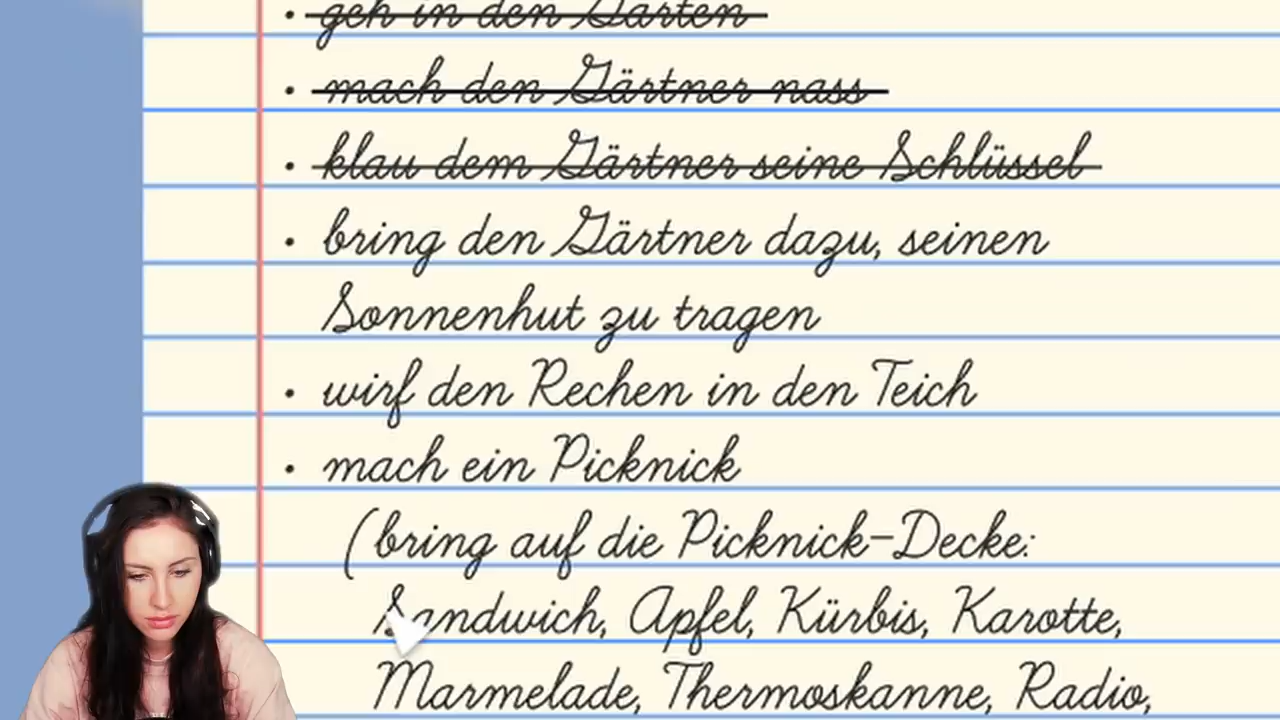 • geh in den Garten
• mach den Gärtner nass
• klau dem Gärtner seine Schlüssel
• bring den Gärtner dazu, seinen
Sonnenhut zu tragen
• wirf den Rechen in den Teich
• mach ein Picknick
(bring auf die Picknick-Decke:
Sandwich, Apfel, Kürbis, Karotte,
Marmelade, Thermoskanne, Radio,